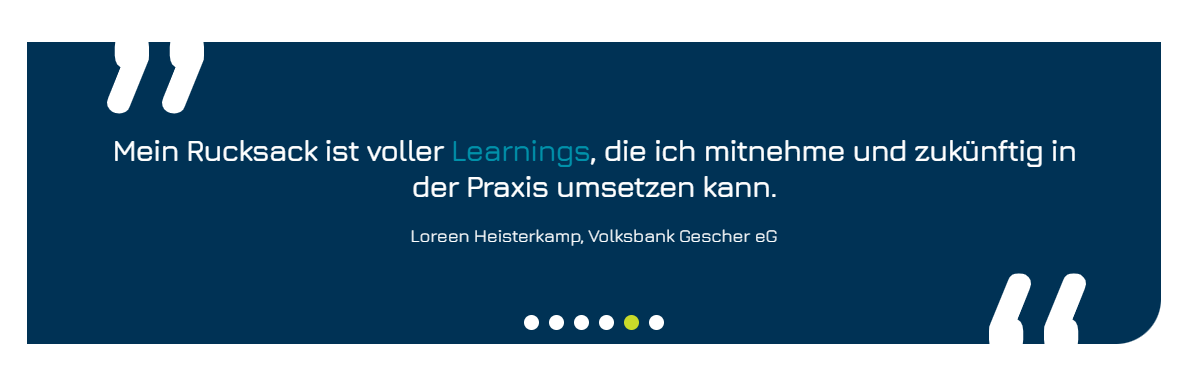 Mein Rucksack ist voller Learnings, die ich mitnehme und zukünftig in
der Praxis umsetzen kann.
Loreen Heisterkamp, Volksbank Gescher eG